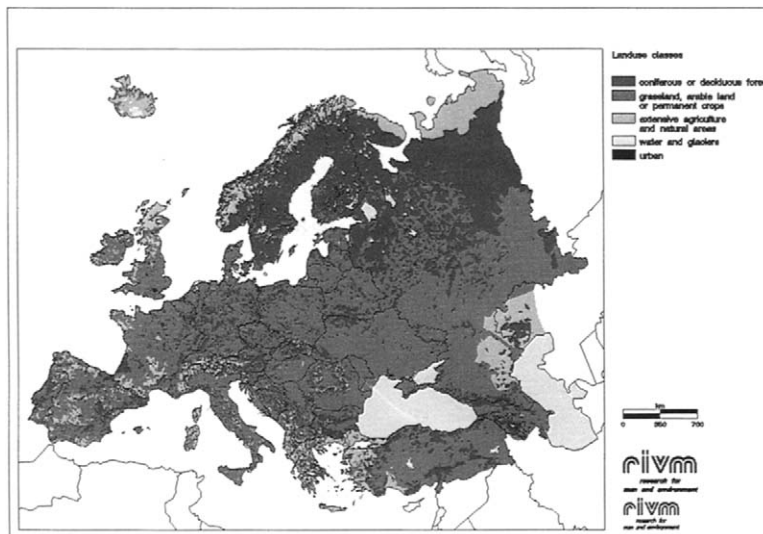 Landuse classes
coniferous or deciduous fore
grassland, arable land
or permanent crops
extensive agriculture
and natural areas
water and glaciers
urban
km
0 350 700
rivm
research for
man and environment
rivm
research for
man and environment